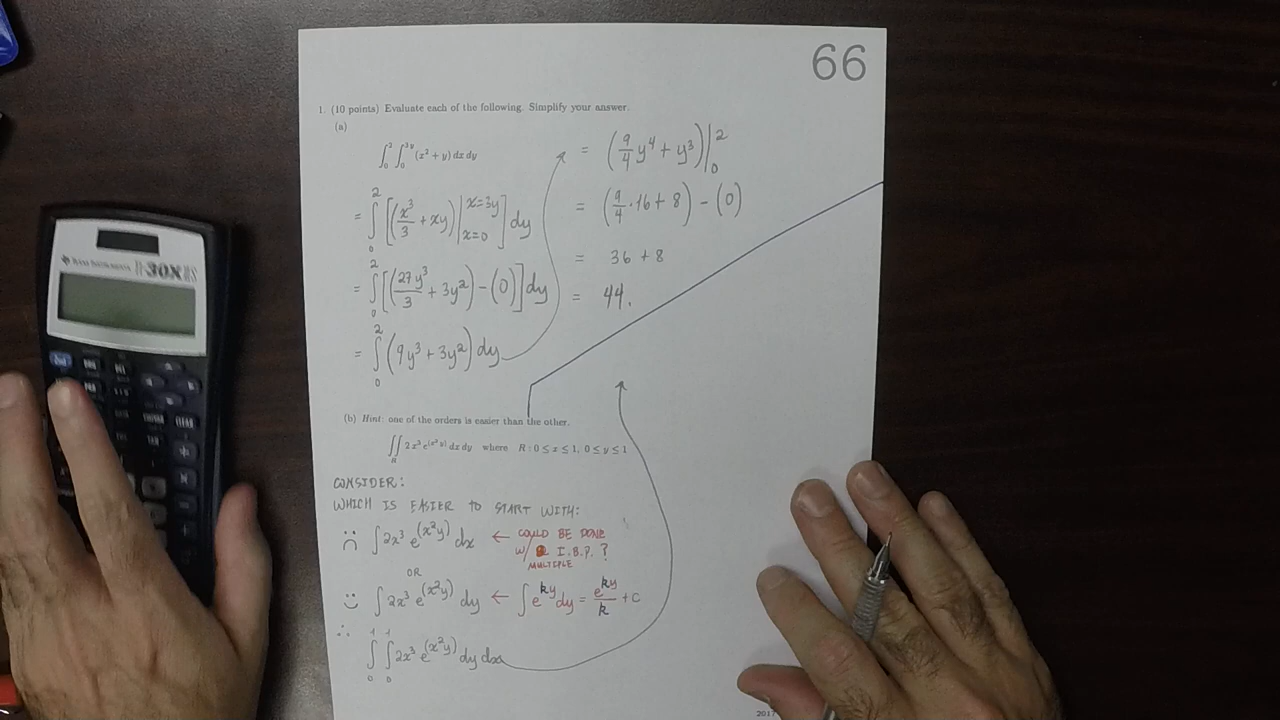 66
1. (10 points) Evaluate each of the following. Simplify your answer.
(a)
∫₀² ∫₀^{3y} (x² + y) dx dy
= ∫₀² [(x³/3 + xy)|_{x=0}^{x=3y}] dy
= ∫₀² [(27y³/3 + 3y²) - (0)] dy
= ∫₀² (9y³ + 3y²) dy
= (9/4 y⁴ + y³)|₀²
= (9/4 · 16 + 8) - (0)
= 36 + 8
= 44.
(b) Hint: one of the orders is easier than the other.
∬_R 2x³e^{(x²y)} dx dy where R : 0 ≤ x ≤ 1, 0 ≤ y ≤ 1
CONSIDER:
WHICH IS EASIER TO START WITH:
∫ 2x³ e^{(x²y)} dx ← COULD BE DONE
W/ I.B.P. ?
MULTIPLE
OR
∫ 2x³ e^{(x²y)} dy ← ∫ e^{ky} dy = e^{ky}/k + C
∴
∫₀¹ ∫₀¹ 2x³ e^{(x²y)} dy dx
TEXAS INSTRUMENTS
TI-30X IIS
2017